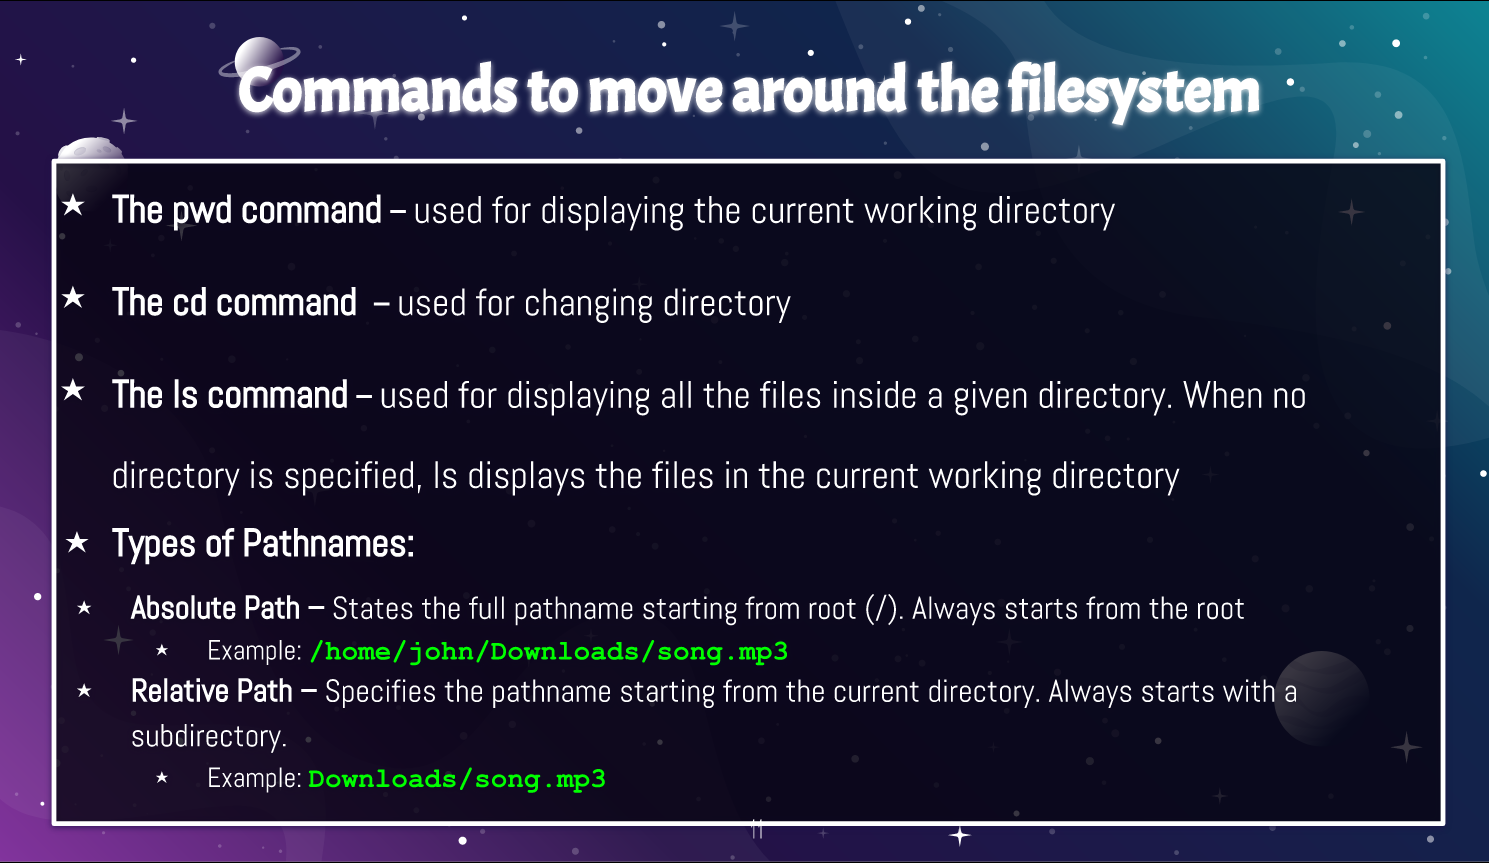 Commands to move around the filesystem
★ The pwd command – used for displaying the current working directory
★ The cd command – used for changing directory
★ The ls command – used for displaying all the files inside a given directory. When no
directory is specified, ls displays the files in the current working directory
★ Types of Pathnames:
★ Absolute Path – States the full pathname starting from root (/). Always starts from the root
★ Example: /home/john/Downloads/song.mp3
★ Relative Path – Specifies the pathname starting from the current directory. Always starts with a
subdirectory.
★ Example: Downloads/song.mp3
11